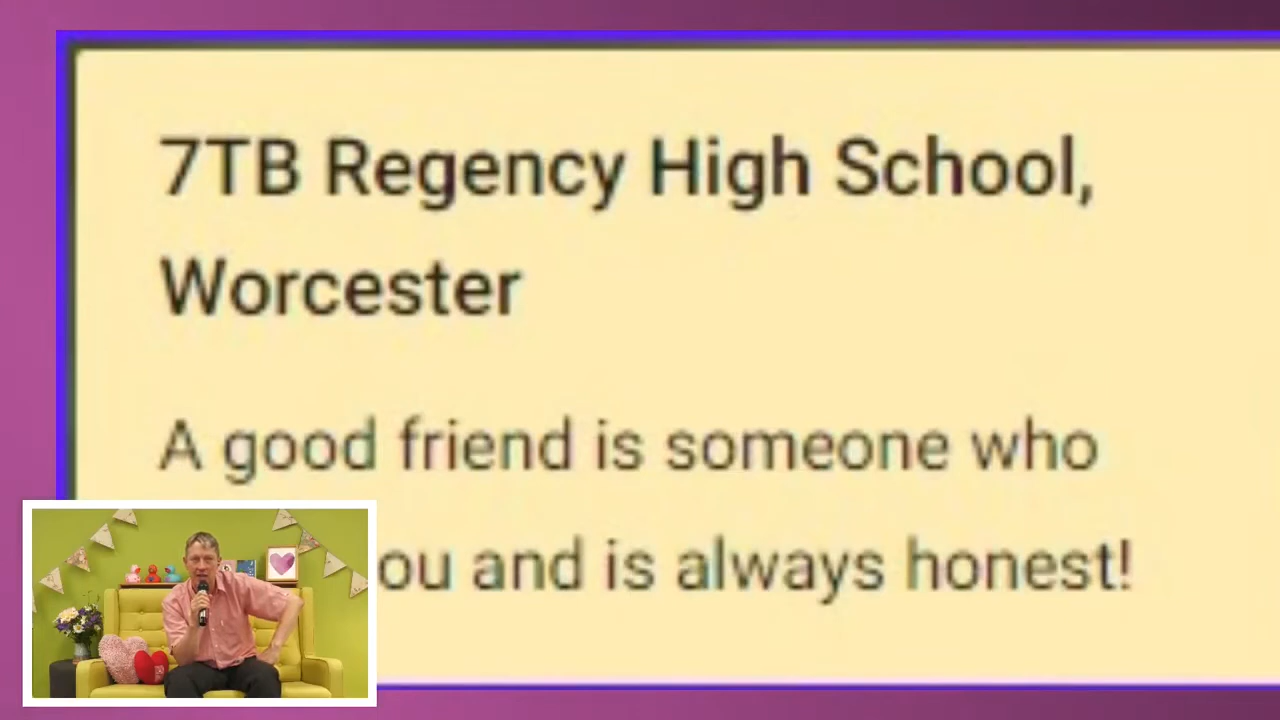 7TB Regency High School,
Worcester
A good friend is someone who
ou and is always honest!